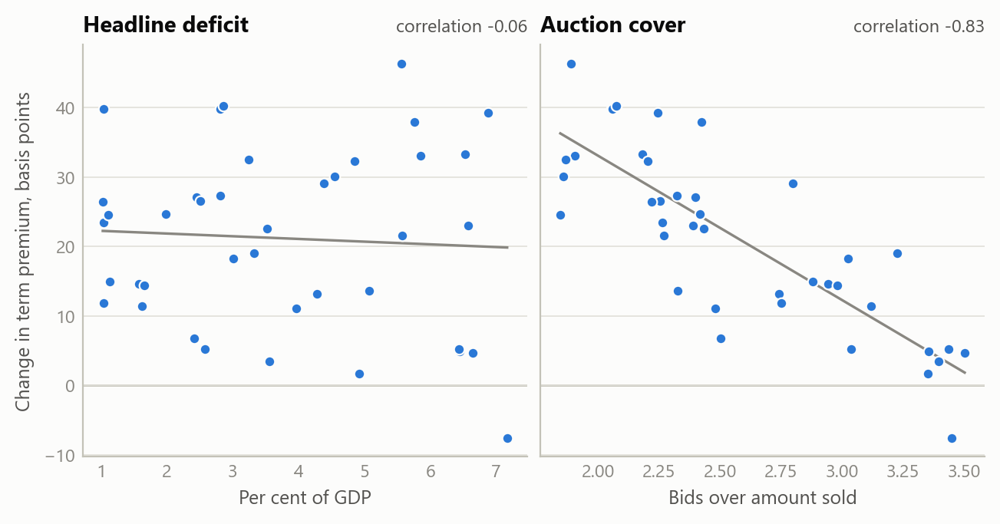 Headline deficit
correlation -0.06
Auction cover
correlation -0.83
Change in term premium, basis points
40
30
20
10
0
−10
1 2 3 4 5 6 7
2.00 2.25 2.50 2.75 3.00 3.25 3.50
Per cent of GDP
Bids over amount sold